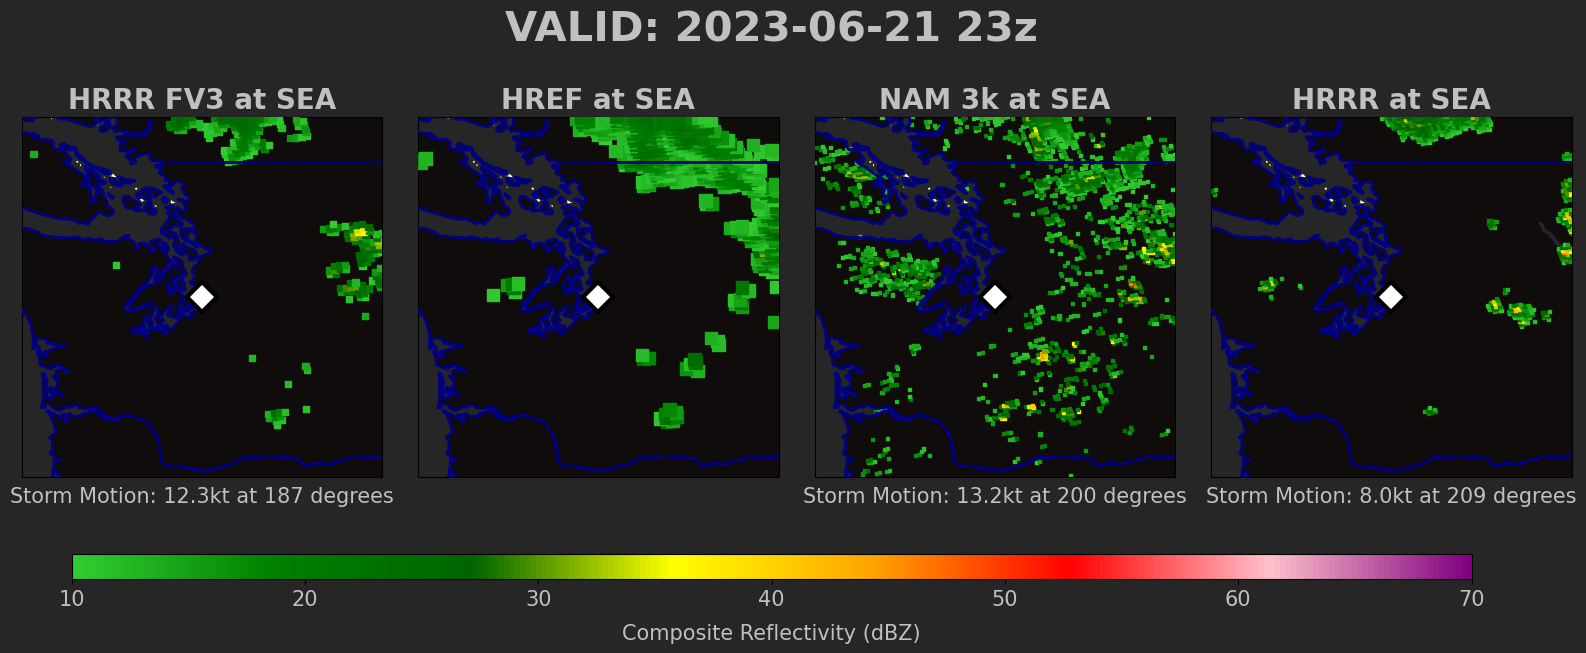 VALID: 2023-06-21 23z
HRRR FV3 at SEA
HREF at SEA
NAM 3k at SEA
HRRR at SEA
Storm Motion: 12.3kt at 187 degrees
Storm Motion: 13.2kt at 200 degrees
Storm Motion: 8.0kt at 209 degrees
10 20 30 40 50 60 70
Composite Reflectivity (dBZ)